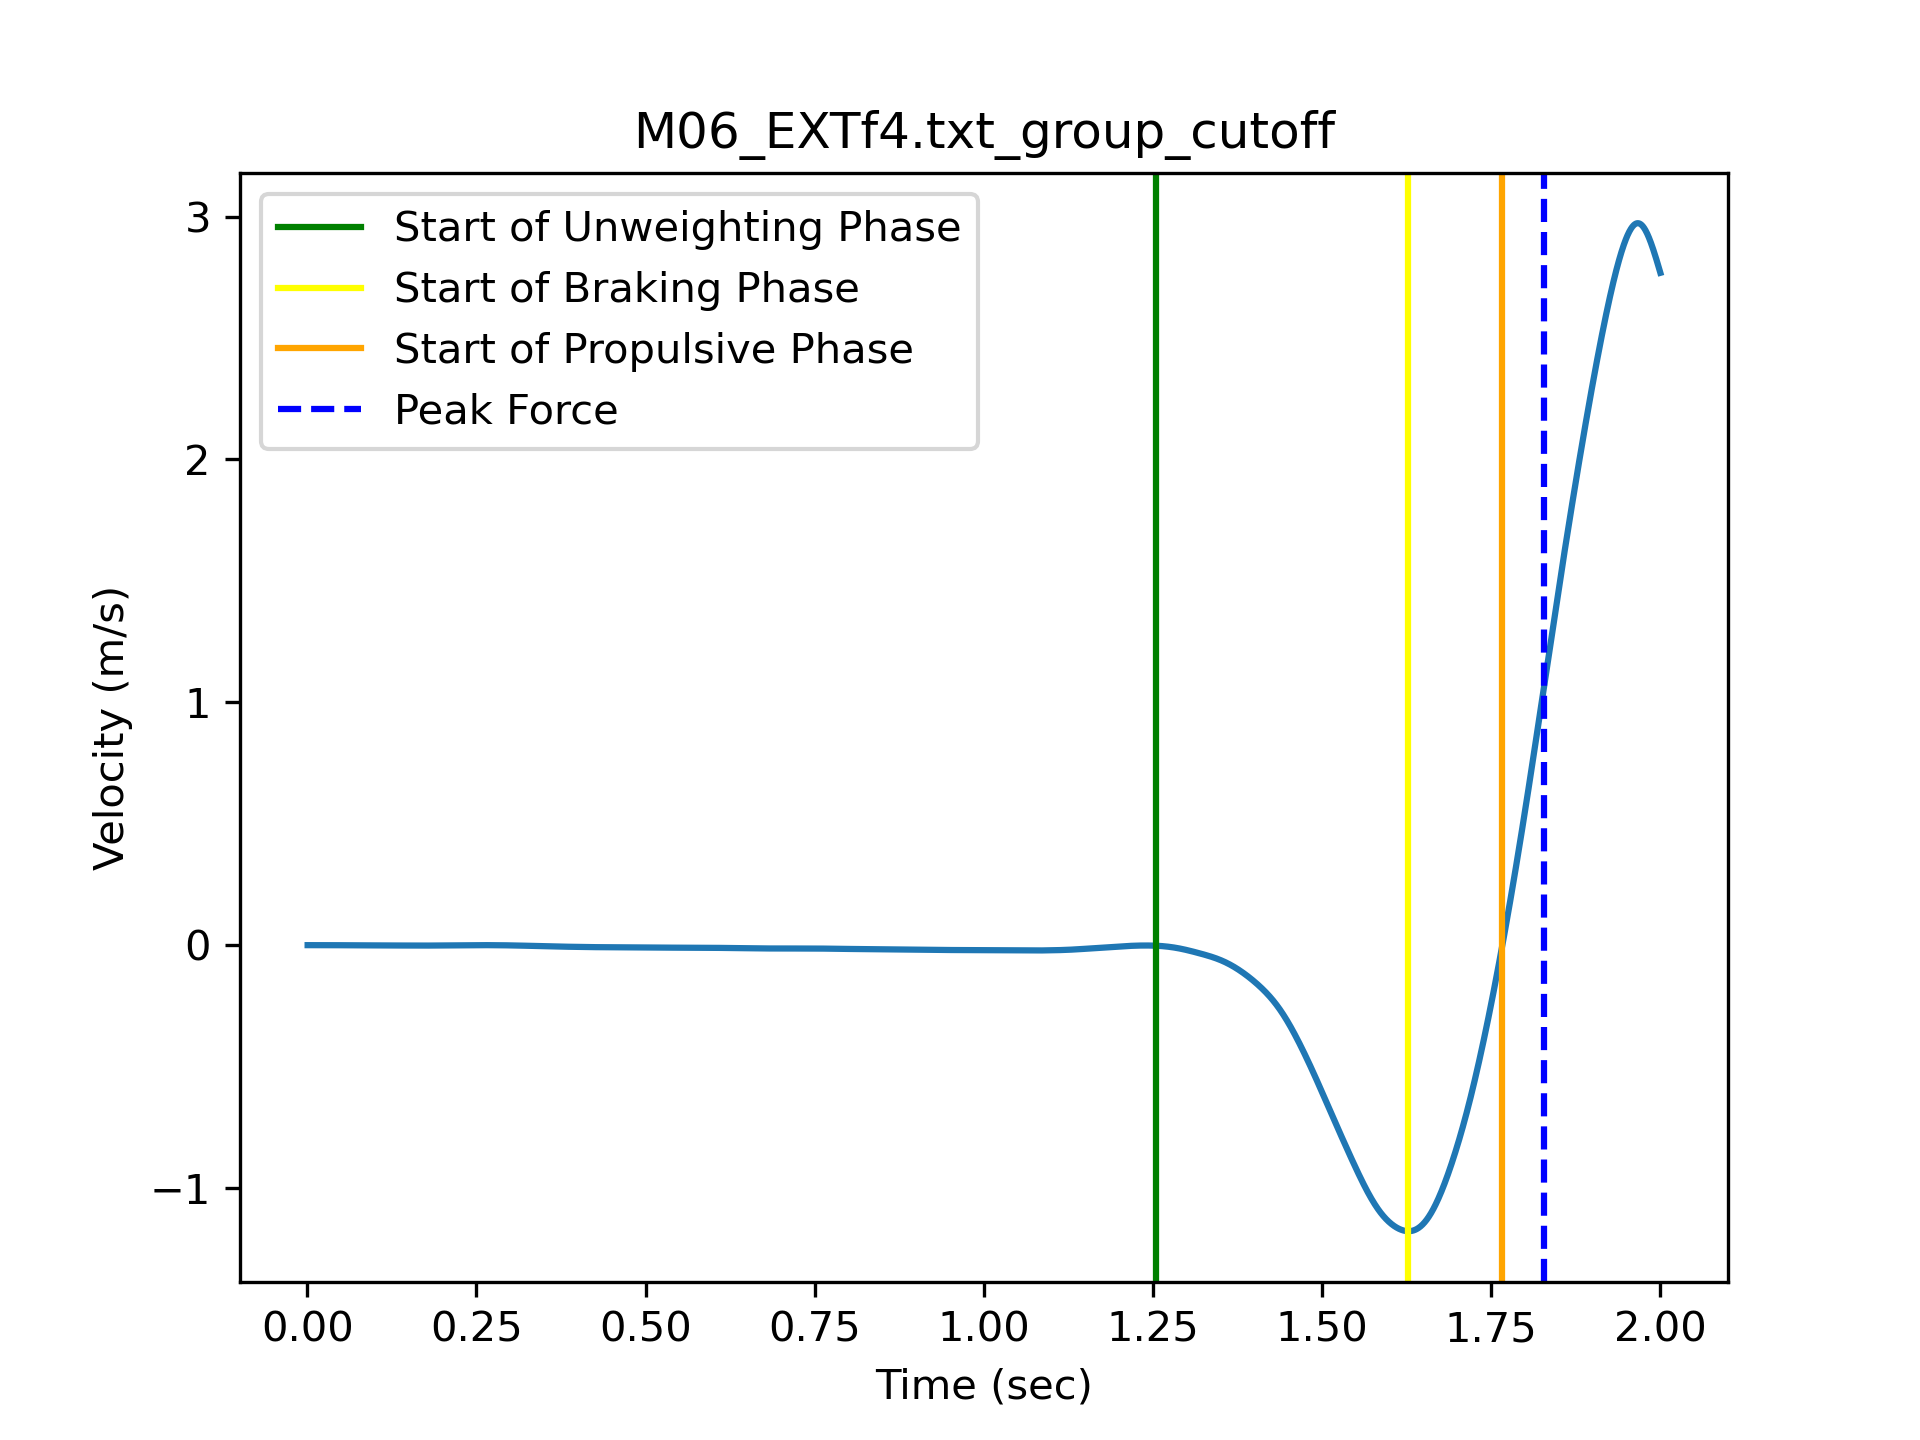 M06_EXTf4.txt_group_cutoff
Start of Unweighting Phase
Start of Braking Phase
Start of Propulsive Phase
Peak Force
3
2
1
0
−1
Velocity (m/s)
0.00 0.25 0.50 0.75 1.00 1.25 1.50 1.75 2.00
Time (sec)